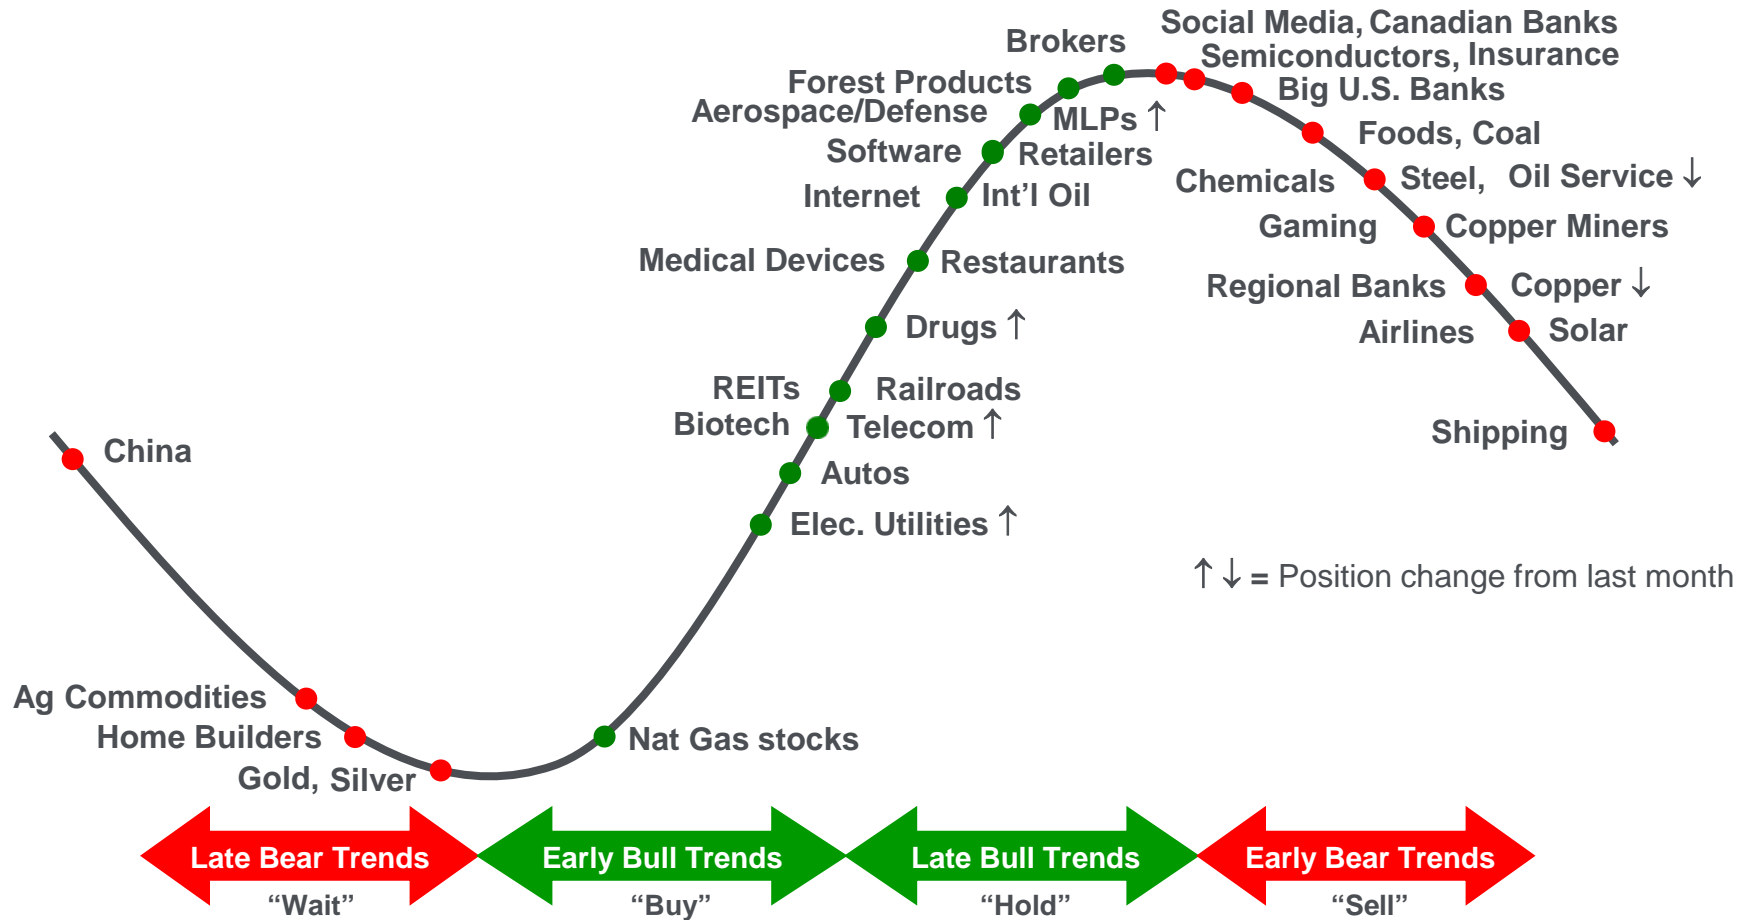 Social Media, Canadian Banks
Brokers
Semiconductors, Insurance
Forest Products
Big U.S. Banks
Aerospace/Defense
MLPs ↑
Foods, Coal
Software
Retailers
Chemicals
Steel, Oil Service ↓
Internet
Int'l Oil
Gaming
Copper Miners
Medical Devices
Restaurants
Regional Banks
Copper ↓
Drugs ↑
Airlines
Solar
REITs
Railroads
Biotech
Telecom ↑
Shipping
China
Autos
Elec. Utilities ↑
↑ ↓ = Position change from last month
Ag Commodities
Home Builders
Nat Gas stocks
Gold, Silver
Late Bear Trends
Early Bull Trends
Late Bull Trends
Early Bear Trends
“Wait”
“Buy”
“Hold”
“Sell”